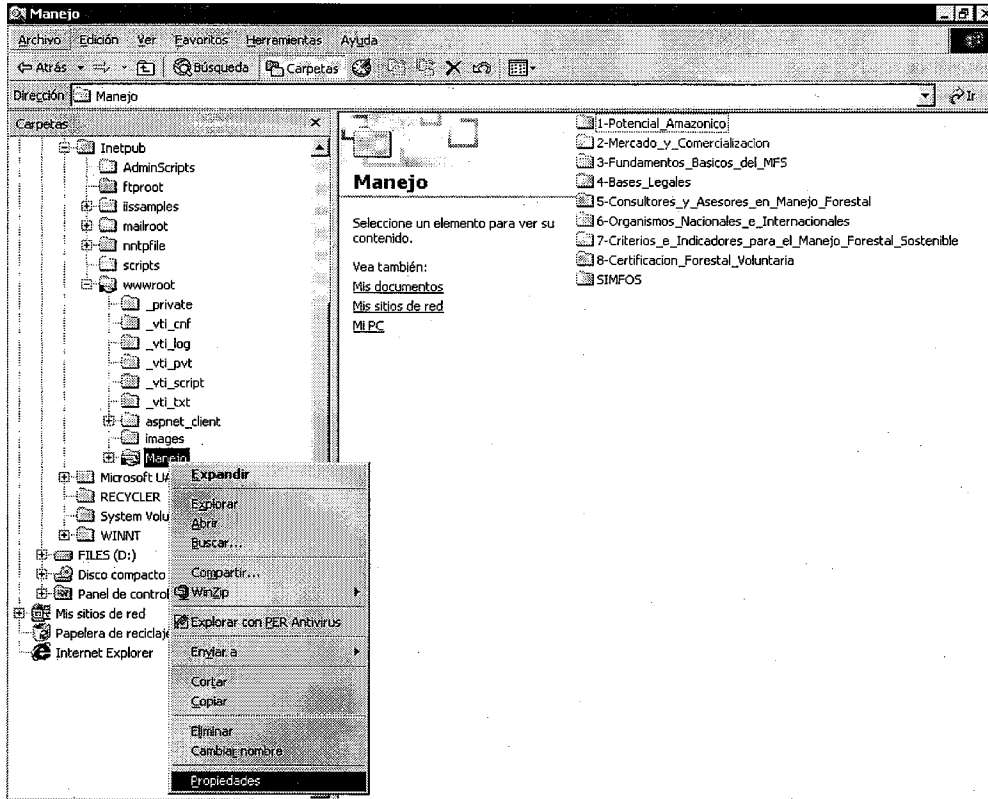 Manejo
Archivo Edición Ver Favoritos Herramientas Ayuda
Atrás Búsqueda Carpetas
Dirección Manejo Ir
Carpetas
Inetpub
AdminScripts
ftproot
iissamples
mailroot
nntpfile
scripts
wwwroot
_private
_vti_cnf
_vti_log
_vti_pvt
_vti_script
_vti_txt
aspnet_client
images
Manejo
Microsoft UA
RECYCLER
System Volu
WINNT
FILES (D:)
Disco compacto
Panel de control
Mis sitios de red
Papelera de reciclaje
Internet Explorer
Expandir
Explorar
Abrir
Buscar...
Compartir...
WinZip
Explorar con PER Antivirus
Enviar a
Cortar
Copiar
Eliminar
Cambiar nombre
Propiedades
Manejo
Seleccione un elemento para ver su
contenido.
Vea también:
Mis documentos
Mis sitios de red
Mi PC
1-Potencial_Amazonico
2-Mercado_y_Comercializacion
3-Fundamentos_Basicos_del_MFS
4-Bases_Legales
5-Consultores_y_Asesores_en_Manejo_Forestal
6-Organismos_Nacionales_e_Internacionales
7-Criterios_e_Indicadores_para_el_Manejo_Forestal_Sostenible
8-Certificacion_Forestal_Voluntaria
SIMFOS